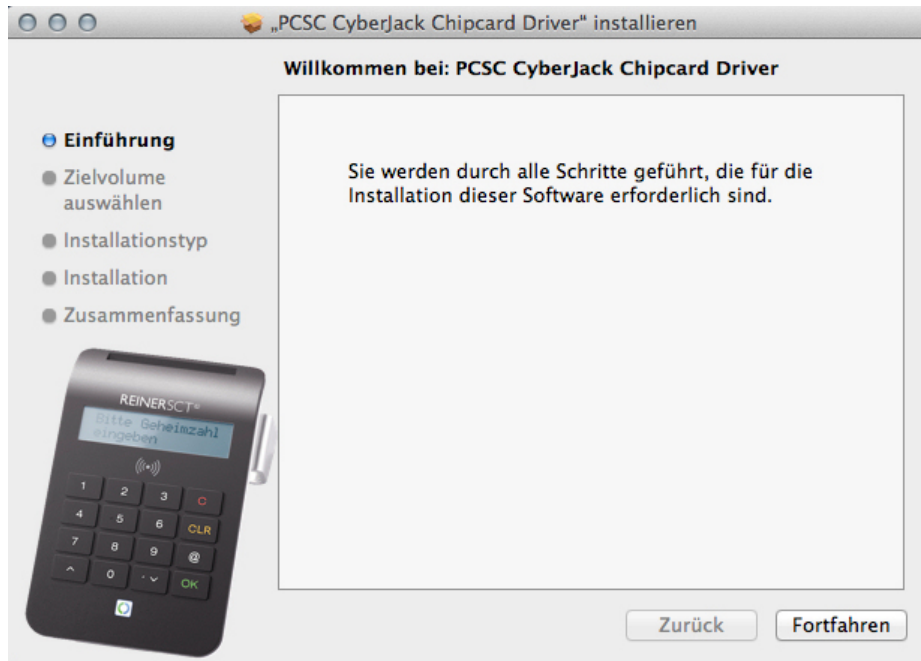 „PCSC CyberJack Chipcard Driver“ installieren
Willkommen bei: PCSC CyberJack Chipcard Driver
Einführung
Zielvolume
auswählen
Installationstyp
Installation
Zusammenfassung
Sie werden durch alle Schritte geführt, die für die
Installation dieser Software erforderlich sind.
REINERSCT®
Bitte Geheimzahl
eingeben
1 2 3 C
4 5 6 CLR
7 8 9 @
0 OK
Zurück Fortfahren